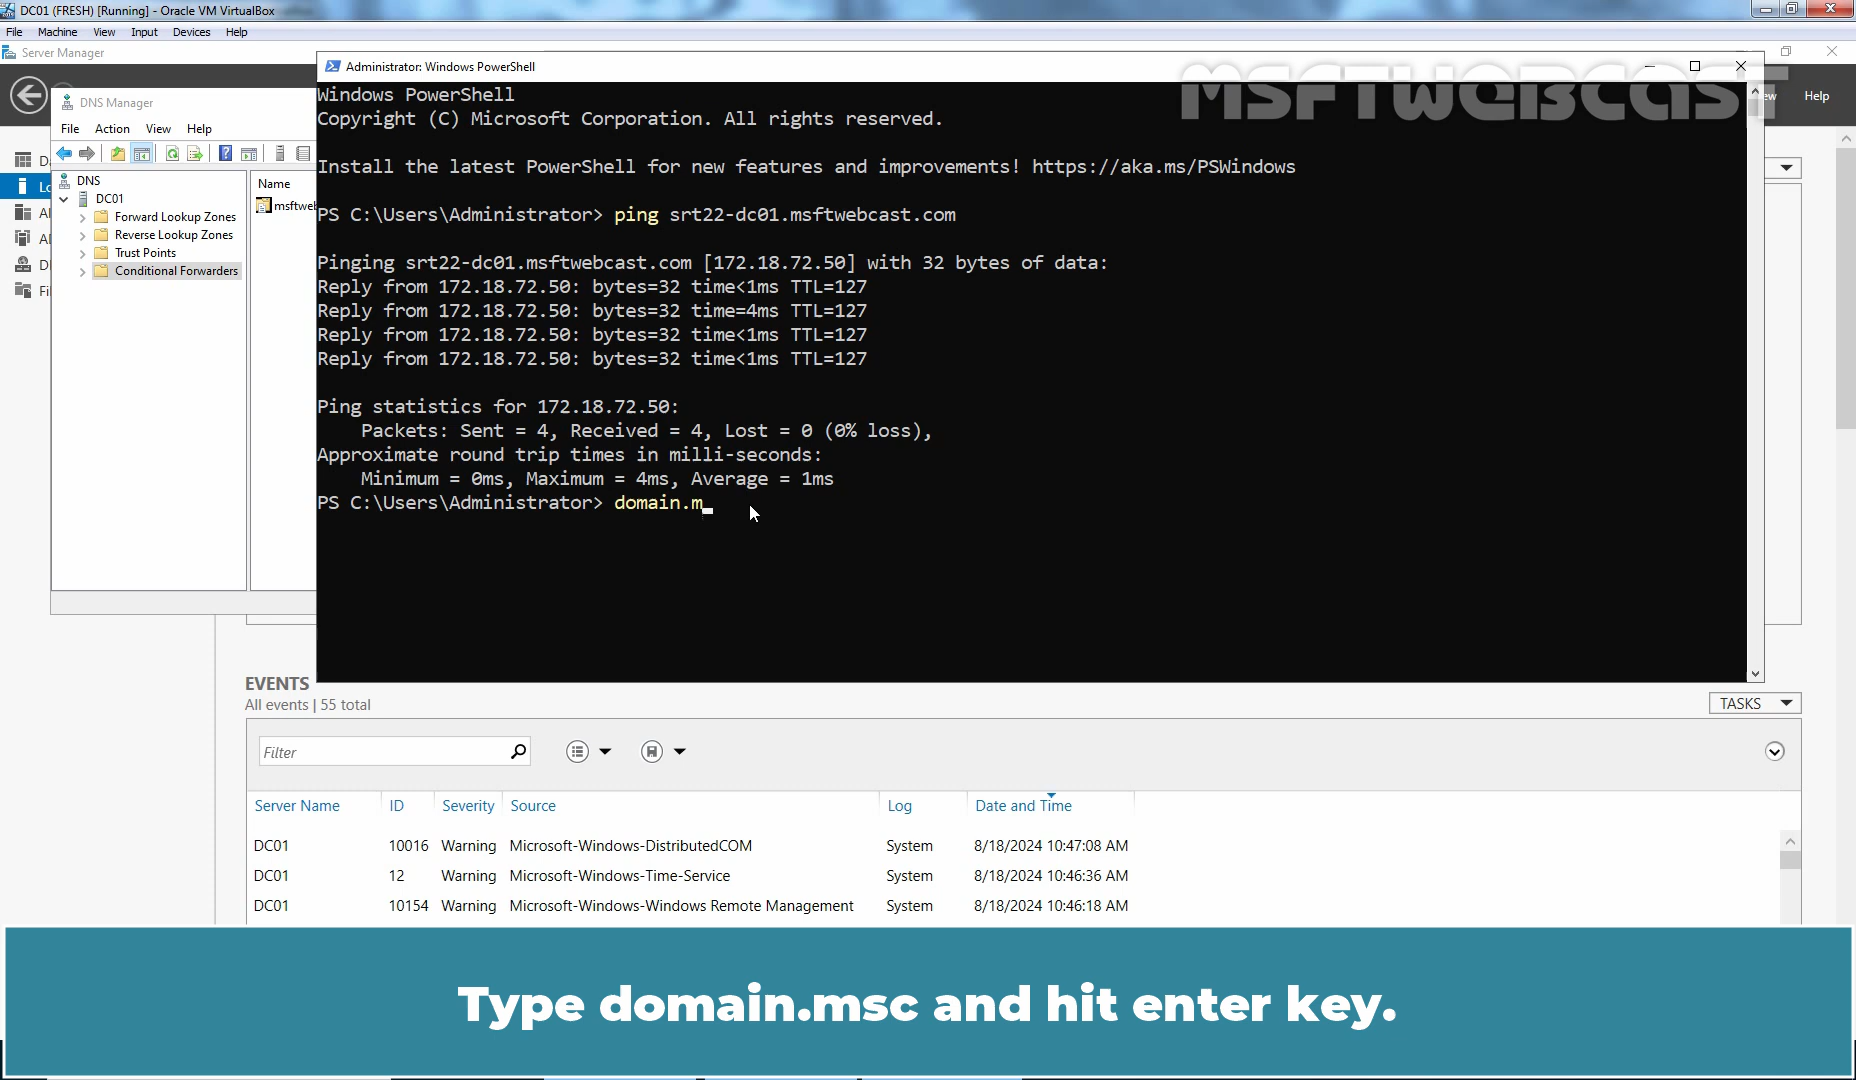 DC01 (FRESH) [Running] - Oracle VM VirtualBox
File Machine View Input Devices Help
Server Manager
Administrator: Windows PowerShell
MSFTWEBCAST
Help
DNS Manager
File Action View Help
DNS
DC01
Forward Lookup Zones
Reverse Lookup Zones
Trust Points
Conditional Forwarders
Name
msftweb
Windows PowerShell
Copyright (C) Microsoft Corporation. All rights reserved.
Install the latest PowerShell for new features and improvements! https://aka.ms/PSWindows
PS C:\Users\Administrator> ping srt22-dc01.msftwebcast.com
Pinging srt22-dc01.msftwebcast.com [172.18.72.50] with 32 bytes of data:
Reply from 172.18.72.50: bytes=32 time<1ms TTL=127
Reply from 172.18.72.50: bytes=32 time=4ms TTL=127
Reply from 172.18.72.50: bytes=32 time<1ms TTL=127
Reply from 172.18.72.50: bytes=32 time<1ms TTL=127
Ping statistics for 172.18.72.50:
Packets: Sent = 4, Received = 4, Lost = 0 (0% loss),
Approximate round trip times in milli-seconds:
Minimum = 0ms, Maximum = 4ms, Average = 1ms
PS C:\Users\Administrator> domain.m
EVENTS
All events | 55 total
TASKS
Filter
Server Name ID Severity Source Log Date and Time
DC01 10016 Warning Microsoft-Windows-DistributedCOM System 8/18/2024 10:47:08 AM
DC01 12 Warning Microsoft-Windows-Time-Service System 8/18/2024 10:46:36 AM
DC01 10154 Warning Microsoft-Windows-Windows Remote Management System 8/18/2024 10:46:18 AM
Type domain.msc and hit enter key.